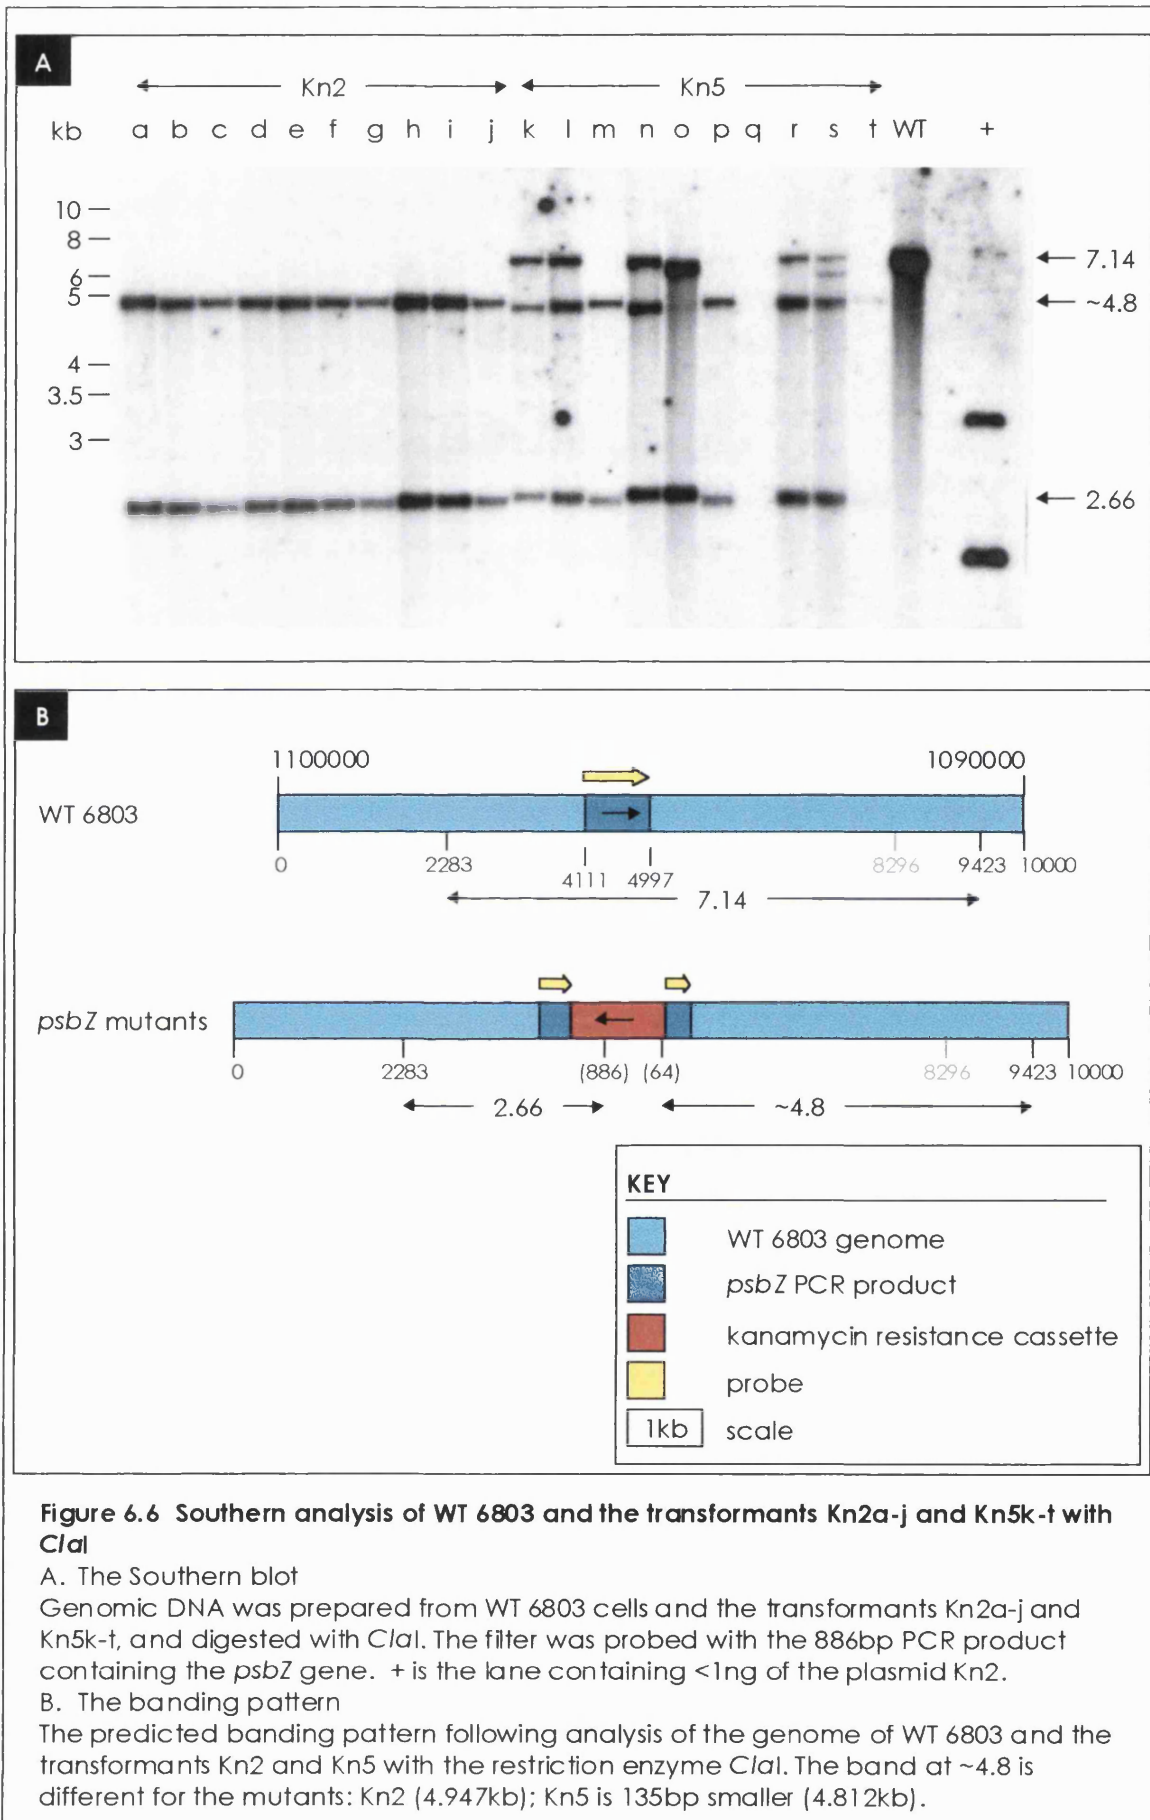 A
Kn2 Kn5
kb a b c d e f g h i j k l m n o p q r s t WT +
10
8
6
5
4
3.5
3
7.14
~4.8
2.66
B
1100000 1090000
WT 6803
0 2283 4111 4997 8296 9423 10000
7.14
psbZ mutants
0 2283 (886) (64) 8296 9423 10000
2.66 ~4.8
KEY
WT 6803 genome
psbZ PCR product
kanamycin resistance cassette
probe
1kb scale
Figure 6.6 Southern analysis of WT 6803 and the transformants Kn2a-j and Kn5k-t with
ClaI
A. The Southern blot
Genomic DNA was prepared from WT 6803 cells and the transformants Kn2a-j and
Kn5k-t, and digested with ClaI. The filter was probed with the 886bp PCR product
containing the psbZ gene. + is the lane containing <1ng of the plasmid Kn2.
B. The banding pattern
The predicted banding pattern following analysis of the genome of WT 6803 and the
transformants Kn2 and Kn5 with the restriction enzyme ClaI. The band at ~4.8 is
different for the mutants: Kn2 (4.947kb); Kn5 is 135bp smaller (4.812kb).